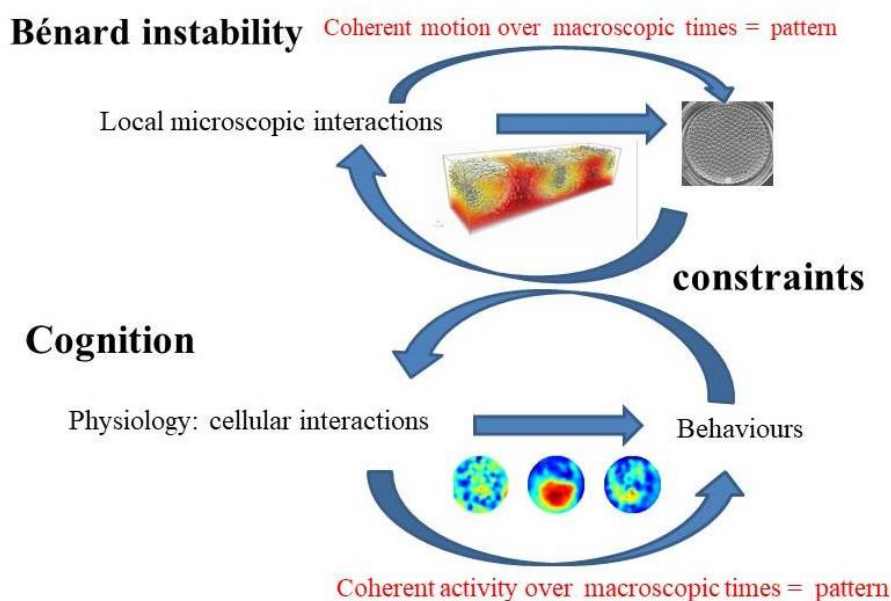 Bénard instability
Coherent motion over macroscopic times = pattern
Local microscopic interactions
constraints
Cognition
Physiology: cellular interactions
Behaviours
Coherent activity over macroscopic times = pattern